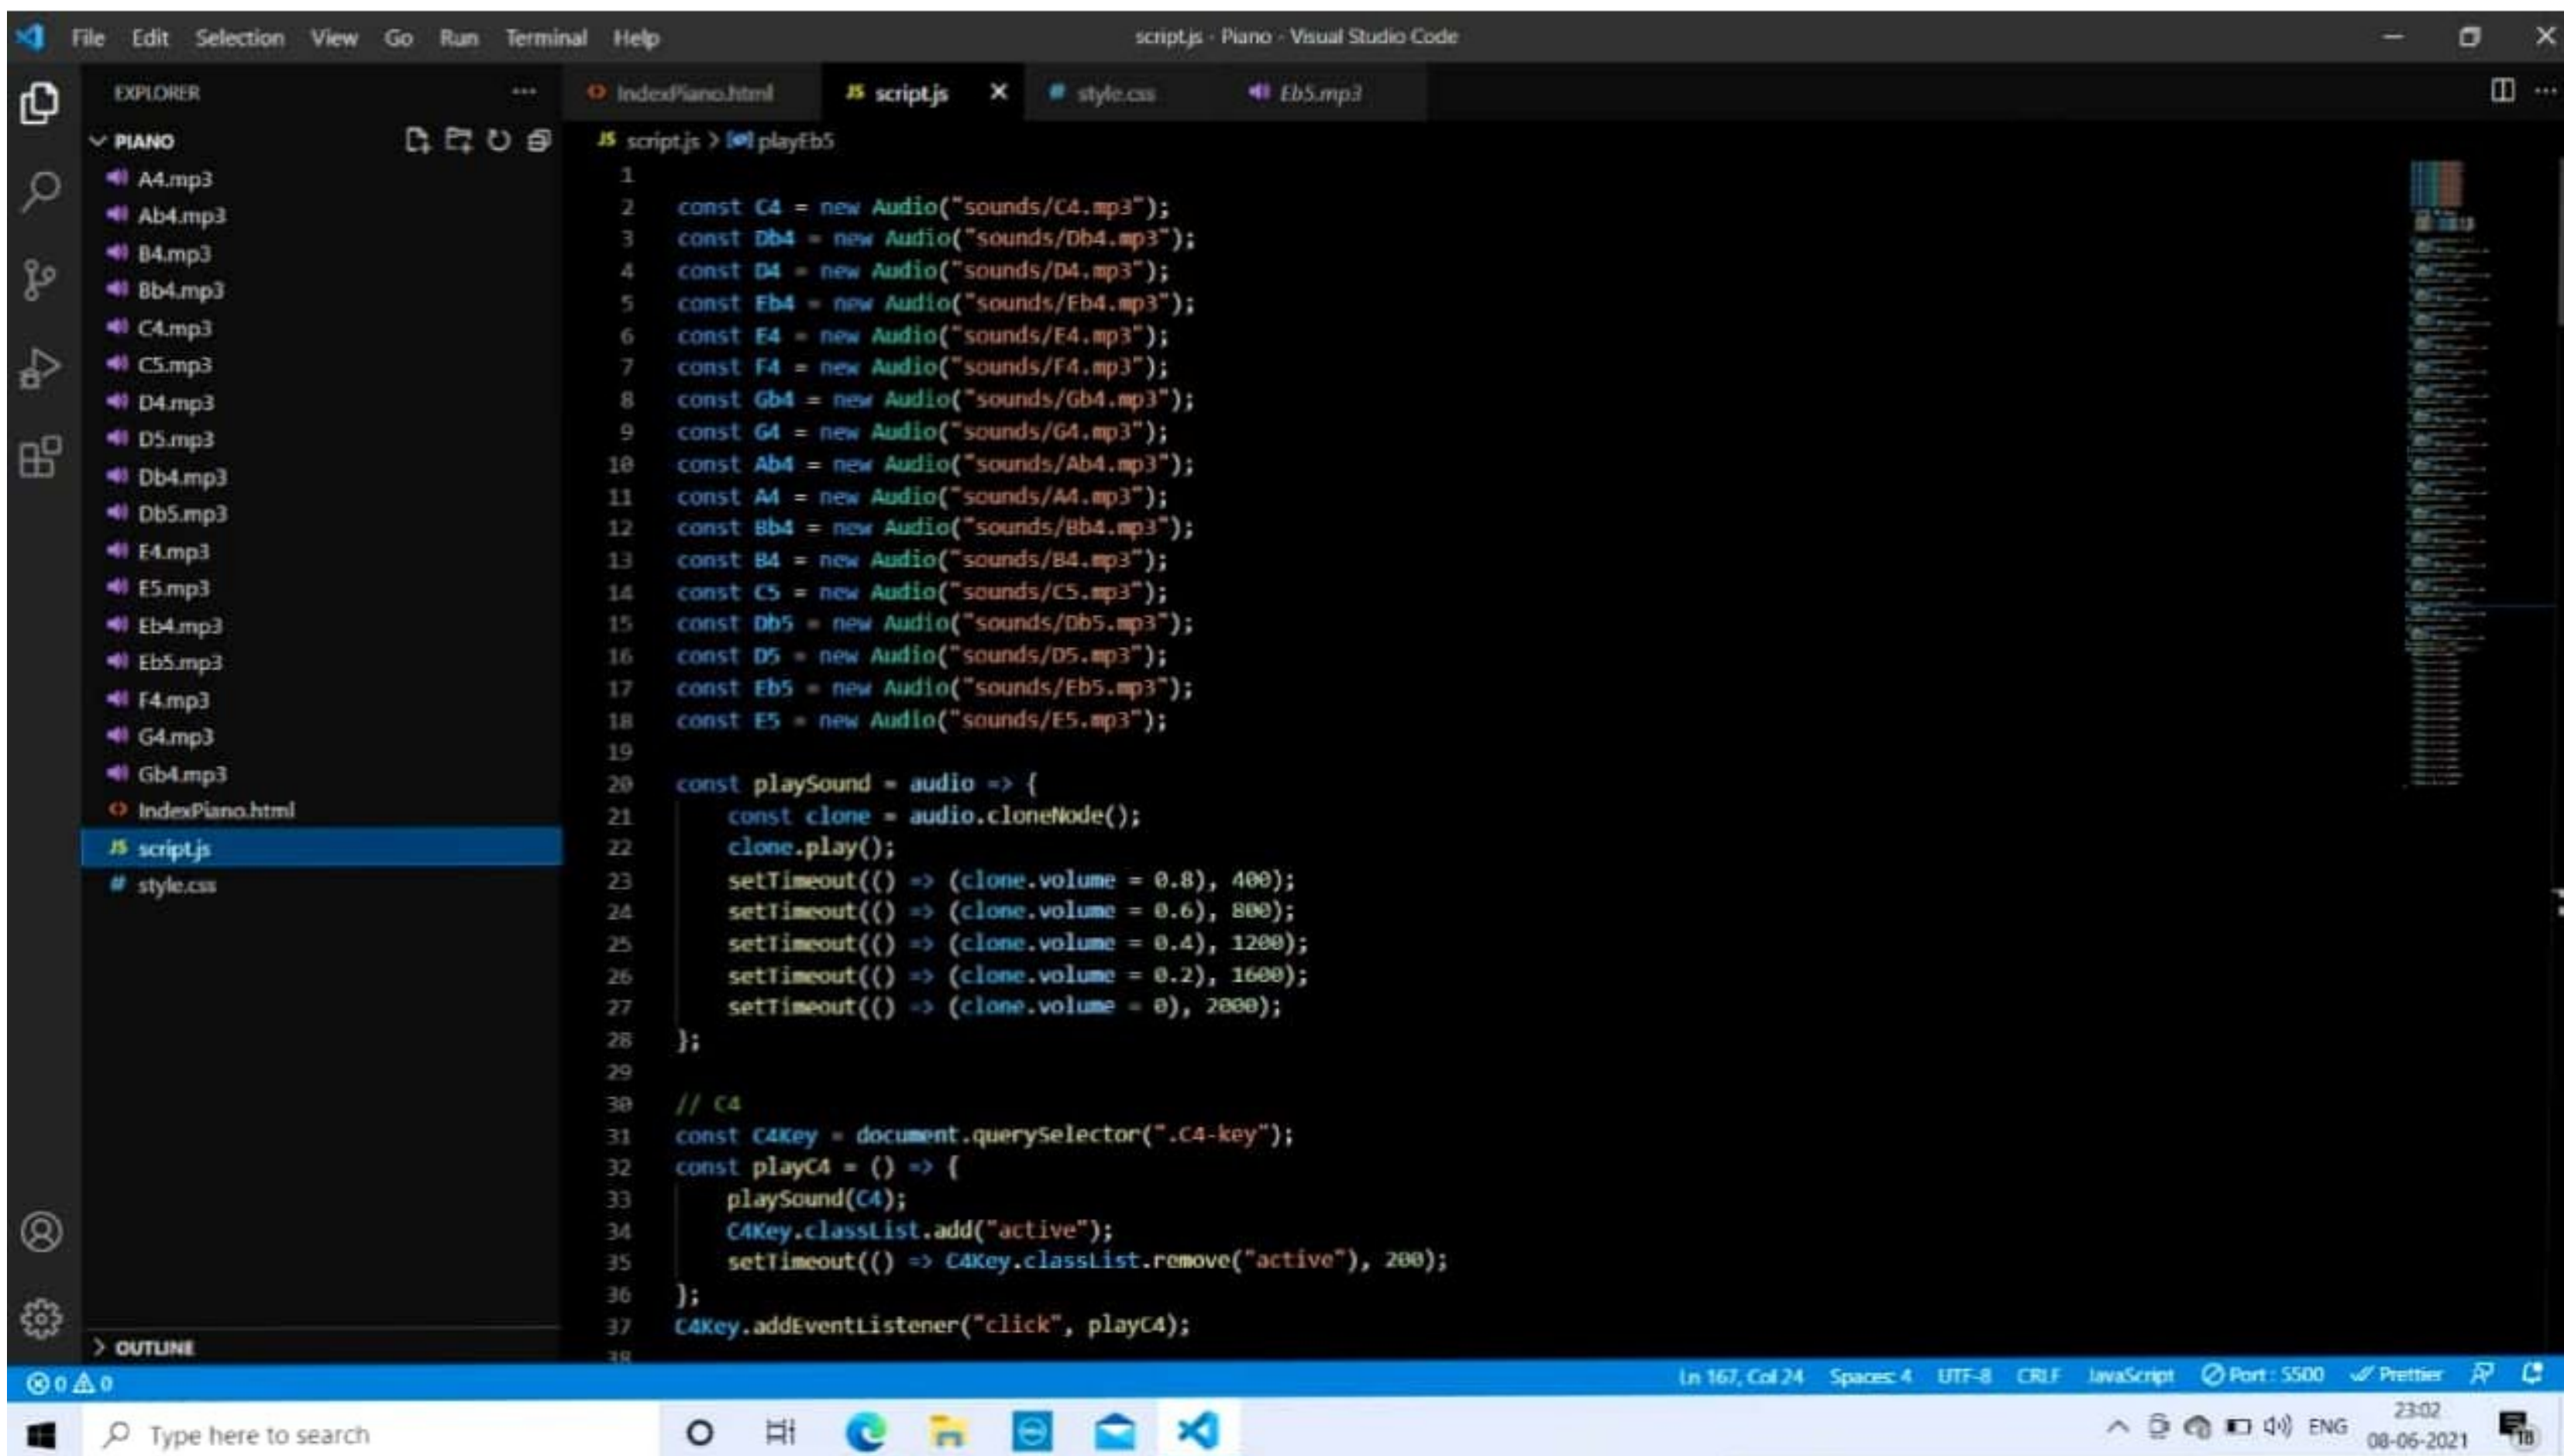 File Edit Selection View Go Run Terminal Help
script.js - Piano - Visual Studio Code
EXPLORER
PIANO
A4.mp3
Ab4.mp3
B4.mp3
Bb4.mp3
C4.mp3
C5.mp3
D4.mp3
D5.mp3
Db4.mp3
Db5.mp3
E4.mp3
E5.mp3
Eb4.mp3
Eb5.mp3
F4.mp3
G4.mp3
Gb4.mp3
IndexPiano.html
JS script.js
# style.css
OUTLINE
IndexPiano.html JS script.js # style.css Eb5.mp3
JS script.js > playEb5
1
2 const C4 = new Audio("sounds/C4.mp3");
3 const Db4 = new Audio("sounds/Db4.mp3");
4 const D4 = new Audio("sounds/D4.mp3");
5 const Eb4 = new Audio("sounds/Eb4.mp3");
6 const E4 = new Audio("sounds/E4.mp3");
7 const F4 = new Audio("sounds/F4.mp3");
8 const Gb4 = new Audio("sounds/Gb4.mp3");
9 const G4 = new Audio("sounds/G4.mp3");
10 const Ab4 = new Audio("sounds/Ab4.mp3");
11 const A4 = new Audio("sounds/A4.mp3");
12 const Bb4 = new Audio("sounds/Bb4.mp3");
13 const B4 = new Audio("sounds/B4.mp3");
14 const C5 = new Audio("sounds/C5.mp3");
15 const Db5 = new Audio("sounds/Db5.mp3");
16 const D5 = new Audio("sounds/D5.mp3");
17 const Eb5 = new Audio("sounds/Eb5.mp3");
18 const E5 = new Audio("sounds/E5.mp3");
19
20 const playSound = audio => {
21 const clone = audio.cloneNode();
22 clone.play();
23 setTimeout(() => (clone.volume = 0.8), 400);
24 setTimeout(() => (clone.volume = 0.6), 800);
25 setTimeout(() => (clone.volume = 0.4), 1200);
26 setTimeout(() => (clone.volume = 0.2), 1600);
27 setTimeout(() => (clone.volume = 0), 2000);
28 };
29
30 // C4
31 const C4Key = document.querySelector(".C4-key");
32 const playC4 = () => {
33 playSound(C4);
34 C4Key.classList.add("active");
35 setTimeout(() => C4Key.classList.remove("active"), 200);
36 };
37 C4Key.addEventListener("click", playC4);
38
0 0
Ln 167, Col 24 Spaces: 4 UTF-8 CRLF JavaScript Port : 5500 Prettier
Type here to search
ENG
23:02
08-06-2021
18